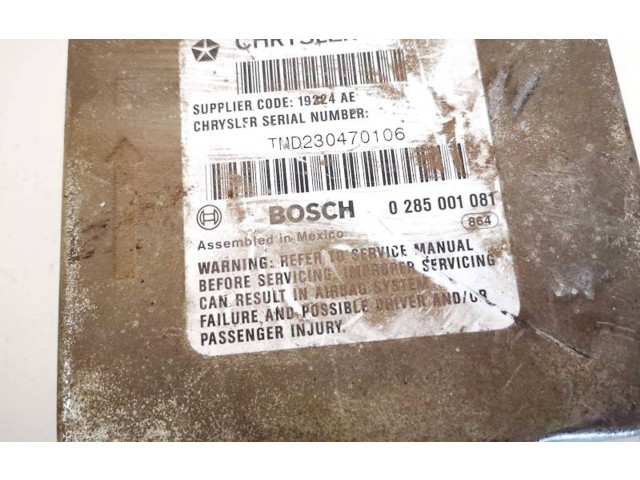 CHRYSLER
SUPPLIER CODE: 19224 AE
CHRYSLER SERIAL NUMBER:
TMD230470106
BOSCH 0 285 001 081
864
Assembled in Mexico
WARNING: REFER TO SERVICE MANUAL
BEFORE SERVICING. IMPROPER SERVICING
CAN RESULT IN AIRBAG SYSTEM
FAILURE AND POSSIBLE DRIVER AND/OR
PASSENGER INJURY.